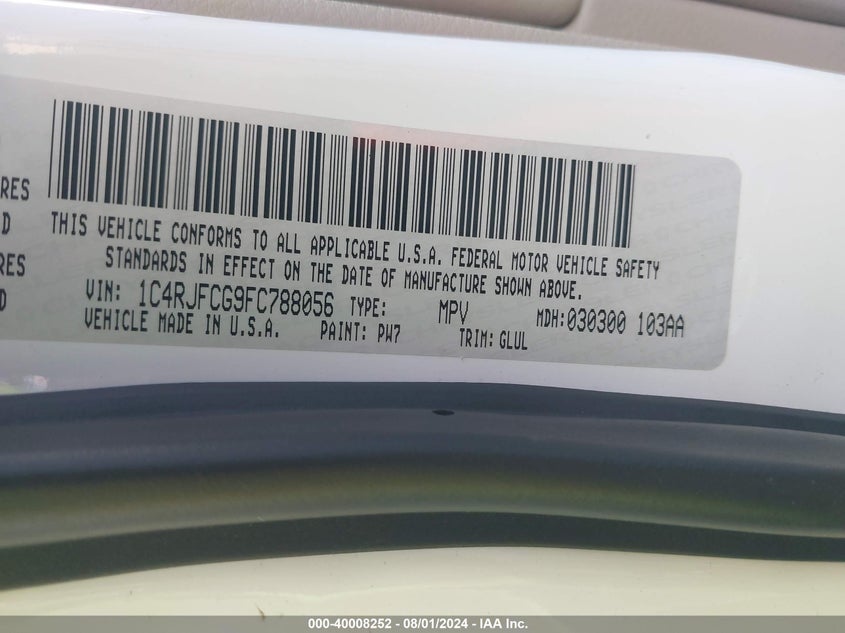 RES
D
RES
D
THIS VEHICLE CONFORMS TO ALL APPLICABLE U.S.A. FEDERAL MOTOR VEHICLE SAFETY
STANDARDS IN EFFECT ON THE DATE OF MANUFACTURE SHOWN ABOVE.
VIN: 1C4RJFCG9FC788056 TYPE: MPV MDH:030300 103AA
VEHICLE MADE IN U.S.A. PAINT: PW7 TRIM: GLUL
000-40008252 - 08/01/2024 - IAA Inc.